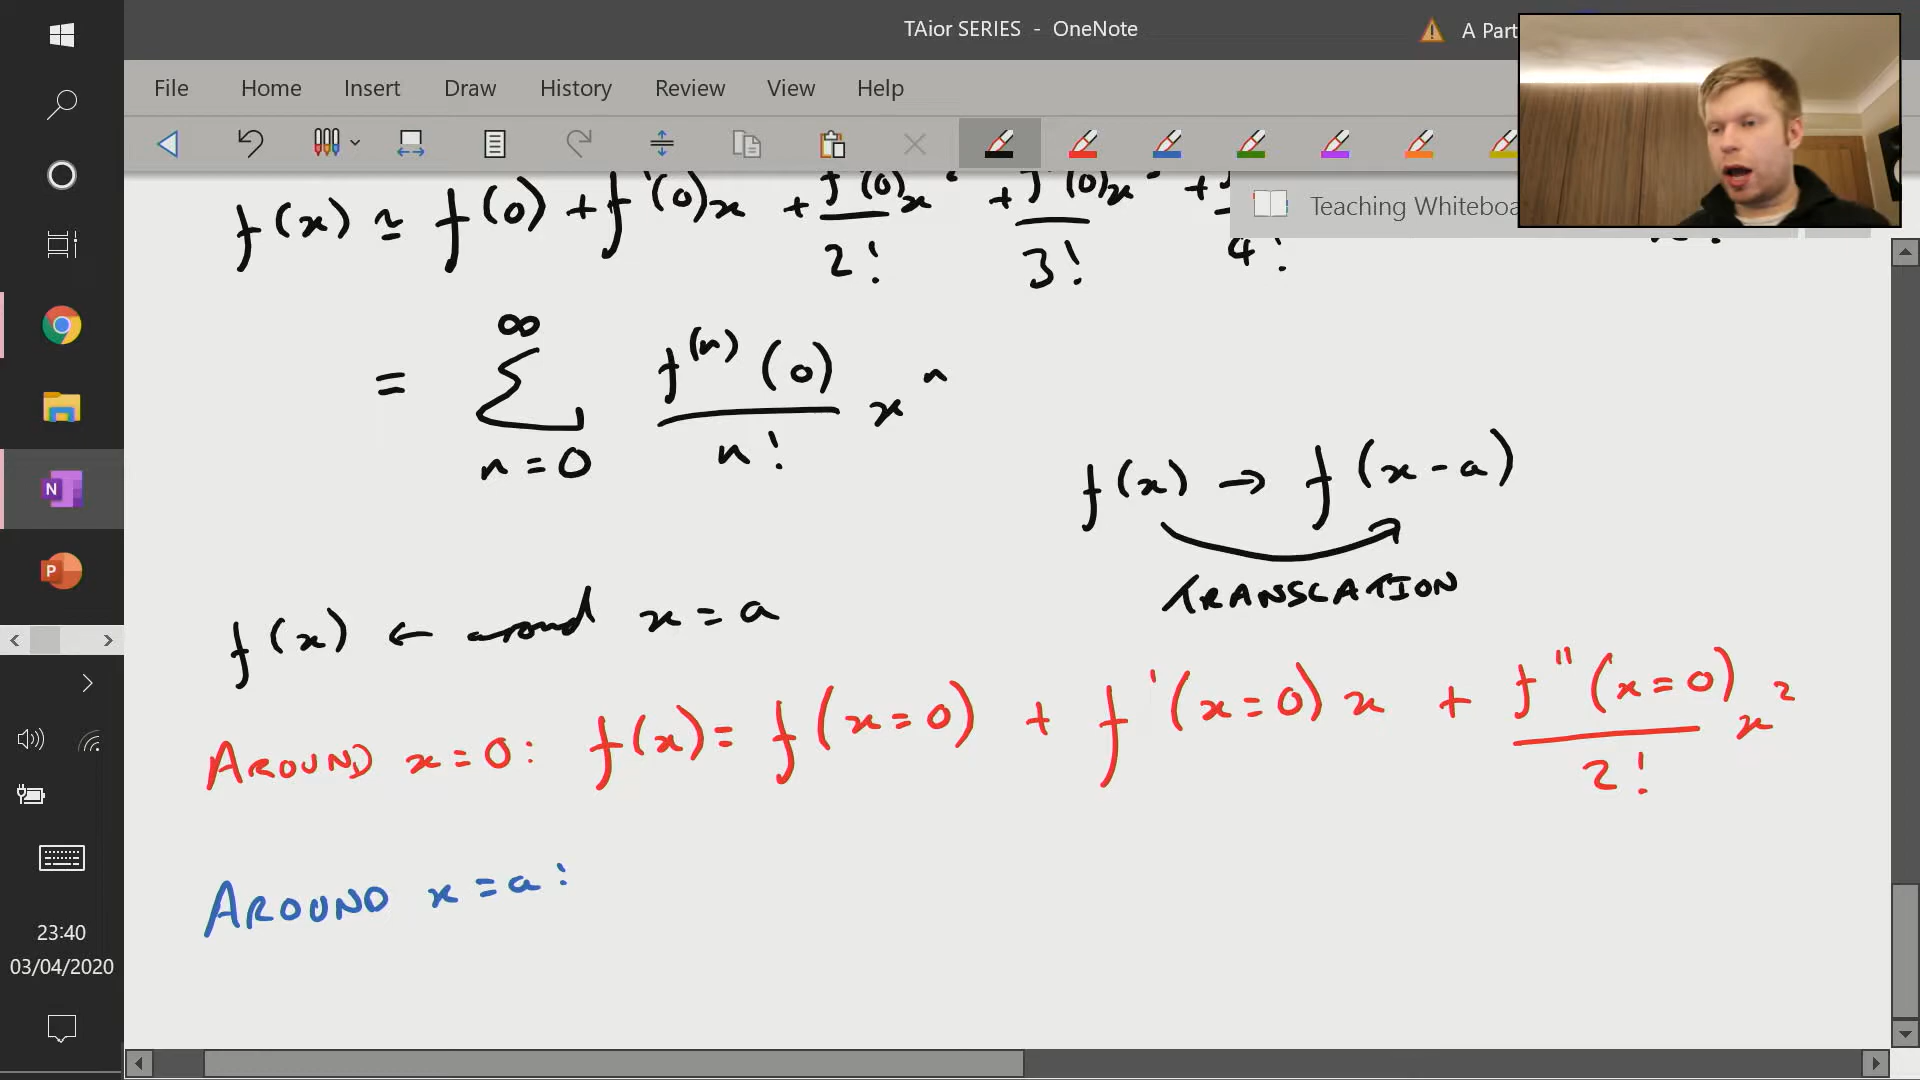 TAior SERIES - OneNote
A Part
File Home Insert Draw History Review View Help
Teaching Whiteboa
f(x) ≃ f(0) + f'(0)x + f''(0)x²/2! + f'''(0)x³/3! + 4!
= ∞ Σ n=0 f⁽ⁿ⁾(0)/n! xⁿ
f(x) → f(x-a)
TRANSLATION
f(x) ← around x=a
AROUND x=0: f(x) = f(x=0) + f'(x=0)x + f''(x=0)/2! x²
AROUND x=a:
N
P
23:40
03/04/2020